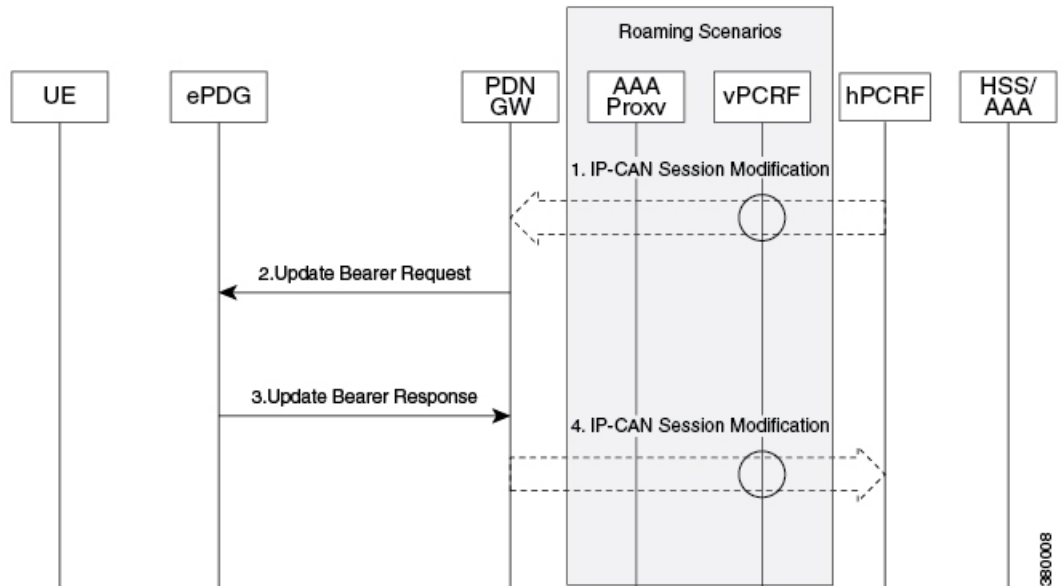 Roaming Scenarios
UE
ePDG
PDN
GW
AAA
Proxv
vPCRF
hPCRF
HSS/
AAA
1. IP-CAN Session Modification
2.Update Bearer Request
3.Update Bearer Response
4. IP-CAN Session Modification
380008